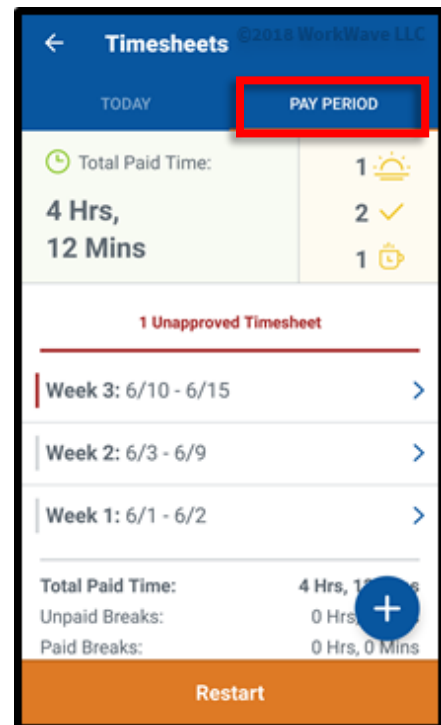 Timesheets ©2018 WorkWave LLC
TODAY PAY PERIOD
Total Paid Time: 1
4 Hrs, 2
12 Mins 1
1 Unapproved Timesheet
Week 3: 6/10 - 6/15
Week 2: 6/3 - 6/9
Week 1: 6/1 - 6/2
Total Paid Time: 4 Hrs,
Unpaid Breaks: 0 Hrs
Paid Breaks: 0 Hrs, 0 Mins
Restart